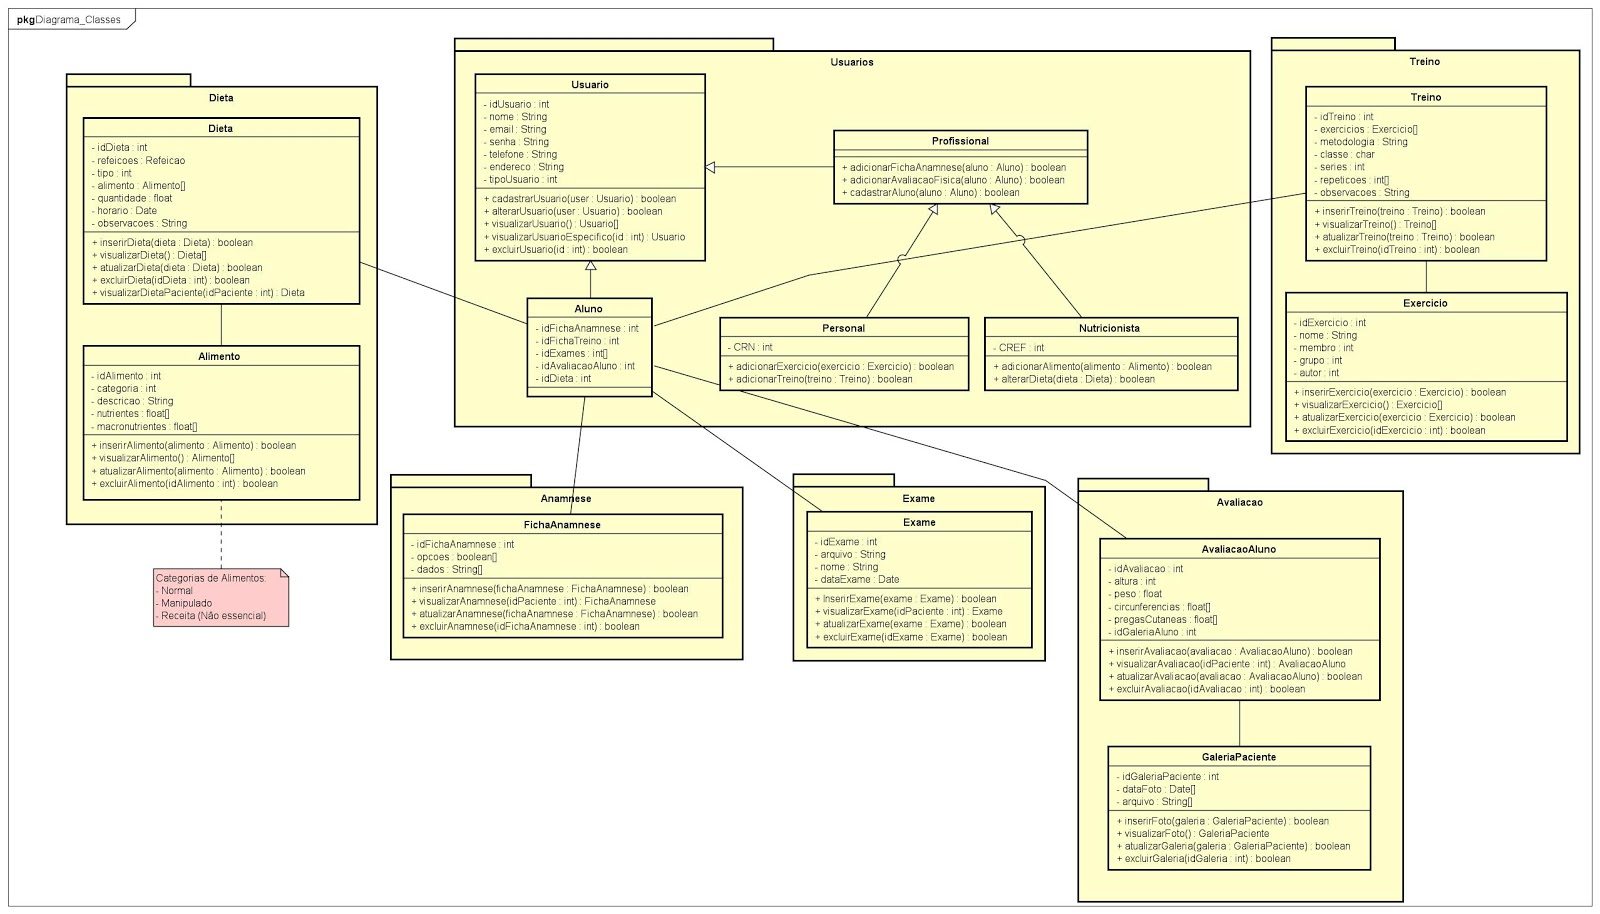 pkgDiagrama_Classes
Dieta
Dieta
- idDieta : int
- refeicoes : Refeicao
- tipo : int
- alimento : Alimento[]
- quantidade : float
- horario : Date
- observacoes : String
+ inserirDieta(dieta : Dieta) : boolean
+ visualizarDieta() : Dieta[]
+ atualizarDieta(dieta : Dieta) : boolean
+ excluirDieta(idDieta : int) : boolean
+ visualizarDietaPaciente(idPaciente : int) : Dieta
Alimento
- idAlimento : int
- categoria : int
- descricao : String
- nutrientes : float[]
- macronutrientes : float[]
+ inserirAlimento(alimento : Alimento) : boolean
+ visualizarAlimento() : Alimento[]
+ atualizarAlimento(alimento : Alimento) : boolean
+ excluirAlimento(idAlimento : int) : boolean
Categorias de Alimentos:
- Normal
- Manipulado
- Receita (Não essencial)
Usuarios
Usuario
- idUsuario : int
- nome : String
- email : String
- senha : String
- telefone : String
- endereco : String
- tipoUsuario : int
+ cadastrarUsuario(user : Usuario) : boolean
+ alterarUsuario(user : Usuario) : boolean
+ visualizarUsuario() : Usuario[]
+ visualizarUsuarioEspecifico(id : int) : Usuario
+ excluirUsuario(id : int) : boolean
Profissional
+ adicionarFichaAnamnese(aluno : Aluno) : boolean
+ adicionarAvaliacaoFisica(aluno : Aluno) : boolean
+ cadastrarAluno(aluno : Aluno) : boolean
Aluno
- idFichaAnamnese : int
- idFichaTreino : int
- idExames : int[]
- idAvaliacaoAluno : int
- idDieta : int
Personal
- CRN : int
+ adicionarExercicio(exercicio : Exercicio) : boolean
+ adicionarTreino(treino : Treino) : boolean
Nutricionista
- CREF : int
+ adicionarAlimento(alimento : Alimento) : boolean
+ alterarDieta(dieta : Dieta) : boolean
Treino
Treino
- idTreino : int
- exercicios : Exercicio[]
- metodologia : String
- classe : char
- series : int
- repeticoes : int[]
- observacoes : String
+ inserirTreino(treino : Treino) : boolean
+ visualizarTreino() : Treino[]
+ atualizarTreino(treino : Treino) : boolean
+ excluirTreino(idTreino : int) : boolean
Exercicio
- idExercicio : int
- nome : String
- membro : int
- grupo : int
- autor : int
+ inserirExercicio(exercicio : Exercicio) : boolean
+ visualizarExercicio() : Exercicio[]
+ atualizarExercicio(exercicio : Exercicio) : boolean
+ excluirExercicio(idExercicio : int) : boolean
Anamnese
FichaAnamnese
- idFichaAnamnese : int
- opcoes : boolean[]
- dados : String[]
+ inserirAnamnese(fichaAnamnese : FichaAnamnese) : boolean
+ visualizarAnamnese(idPaciente : int) : FichaAnamnese
+ atualizarAnamnese(fichaAnamnese : FichaAnamnese) : boolean
+ excluirAnamnese(idFichaAnamnese : int) : boolean
Exame
Exame
- idExame : int
- arquivo : String
- nome : String
- dataExame : Date
+ InserirExame(exame : Exame) : boolean
+ visualizarExame(idPaciente : int) : Exame
+ atualizarExame(exame : Exame) : boolean
+ excluirExame(idExame : Exame) : boolean
Avaliacao
AvaliacaoAluno
- idAvaliacao : int
- altura : int
- peso : float
- circunferencias : float[]
- pregasCutaneas : float[]
- idGaleriaAluno : int
+ inserirAvaliacao(avaliacao : AvaliacaoAluno) : boolean
+ visualizarAvaliacao(idPaciente : int) : AvaliacaoAluno
+ atualizarAvaliacao(avaliacao : AvaliacaoAluno) : boolean
+ excluirAvaliacao(idAvaliacao : int) : boolean
GaleriaPaciente
- idGaleriaPaciente : int
- dataFoto : Date[]
- arquivo : String[]
+ inserirFoto(galeria : GaleriaPaciente) : boolean
+ visualizarFoto() : GaleriaPaciente
+ atualizarGaleria(galeria : GaleriaPaciente) : boolean
+ excluirGaleria(idGaleria : int) : boolean